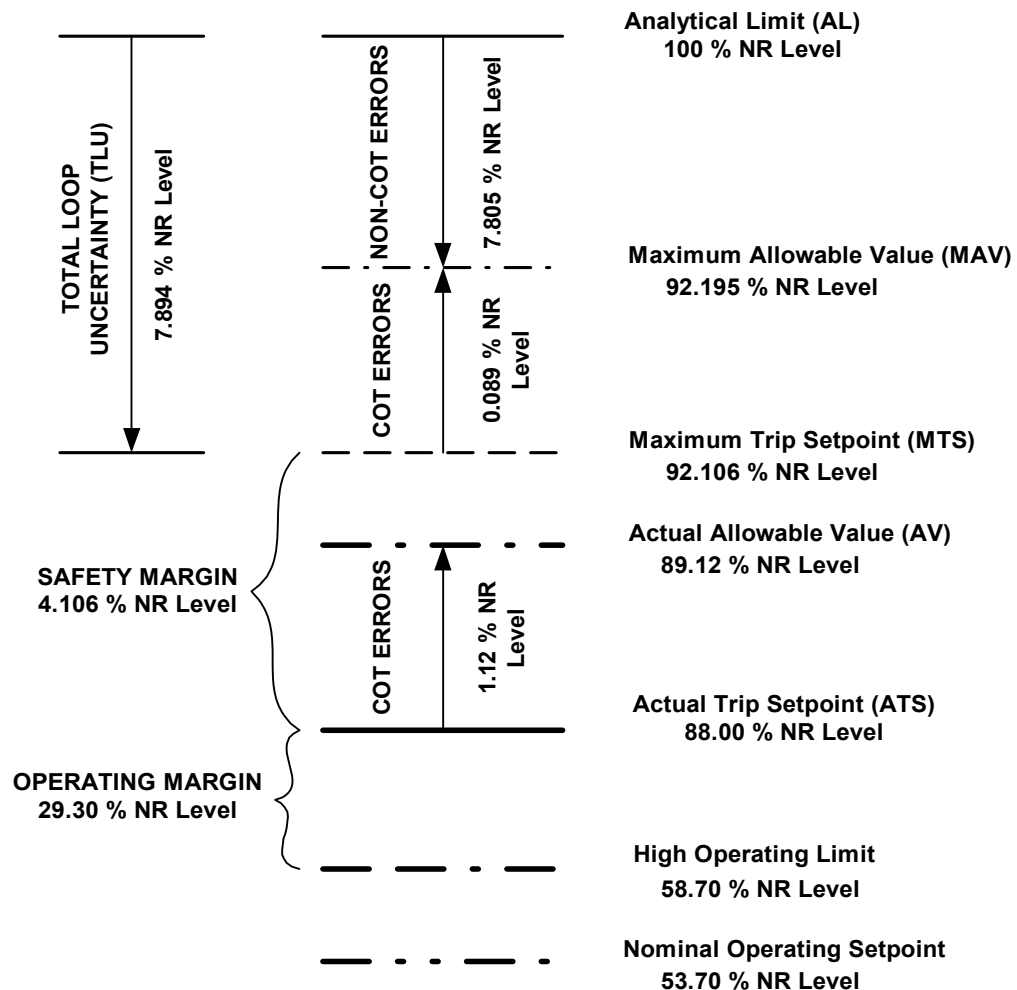 Analytical Limit (AL)
100 % NR Level
TOTAL LOOP
UNCERTAINTY (TLU)
7.894 % NR Level
NON-COT ERRORS
7.805 % NR Level
Maximum Allowable Value (MAV)
92.195 % NR Level
COT ERRORS
0.089 % NR
Level
Maximum Trip Setpoint (MTS)
92.106 % NR Level
Actual Allowable Value (AV)
89.12 % NR Level
SAFETY MARGIN
4.106 % NR Level
COT ERRORS
1.12 % NR
Level
Actual Trip Setpoint (ATS)
88.00 % NR Level
OPERATING MARGIN
29.30 % NR Level
High Operating Limit
58.70 % NR Level
Nominal Operating Setpoint
53.70 % NR Level